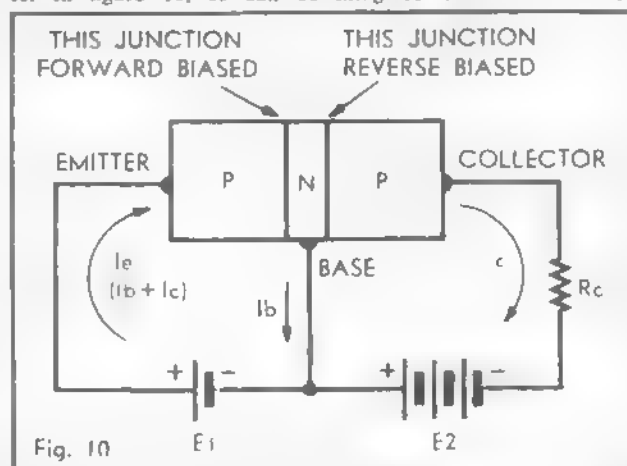 THIS JUNCTION
FORWARD BIASED
THIS JUNCTION
REVERSE BIASED
EMITTER
COLLECTOR
P
N
P
BASE
Ie
(Ib + Ic)
Ib
c
Rc
+
-
+
-
E1
E2
Fig. 10